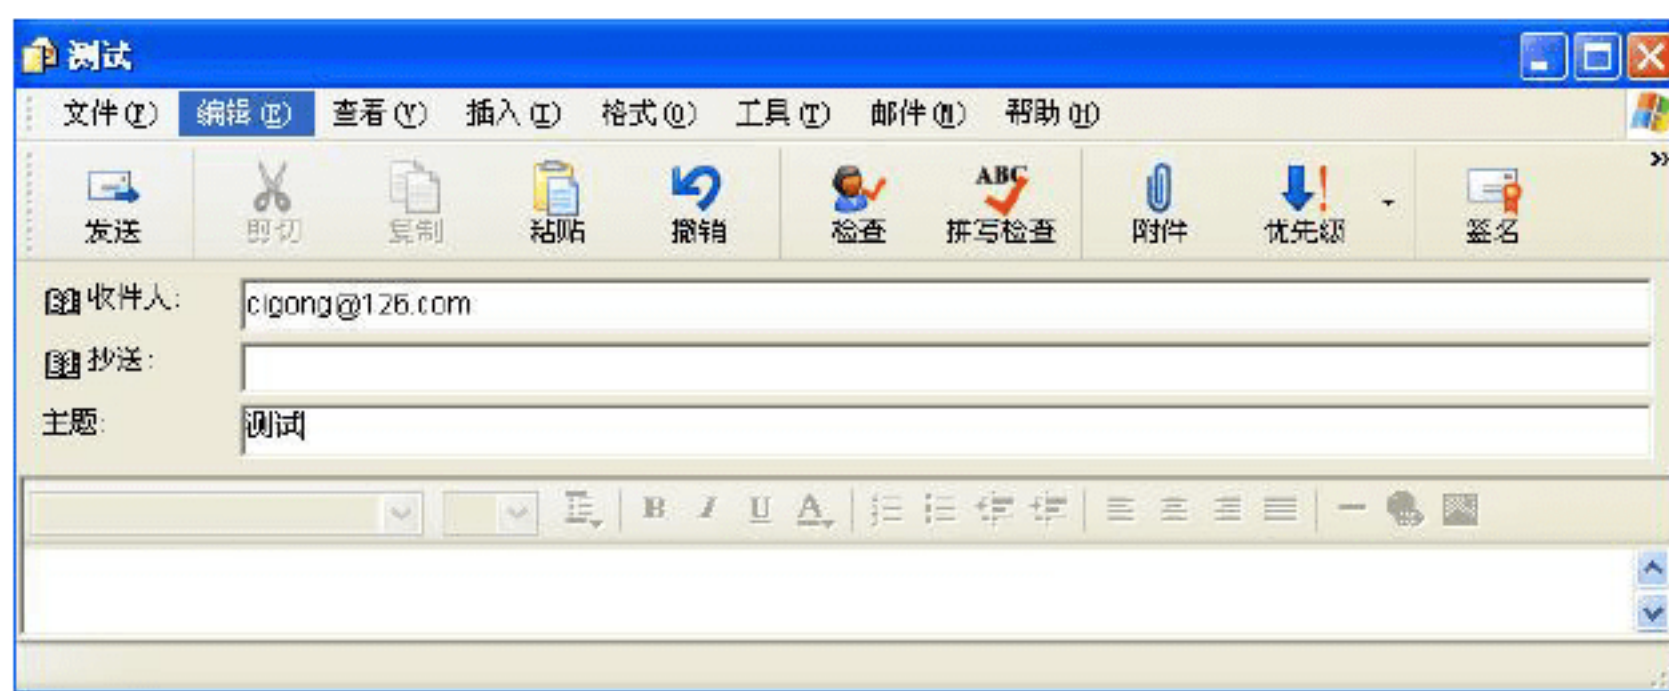 测试
文件(F) 编辑(E) 查看(V) 插入(I) 格式(O) 工具(T) 邮件(M) 帮助(H)
发送 剪切 复制 粘贴 撤销 检查 ABC 拼写检查 附件 优先级 签名
收件人: clgong@126.com
抄送:
主题: 测试
B I U A